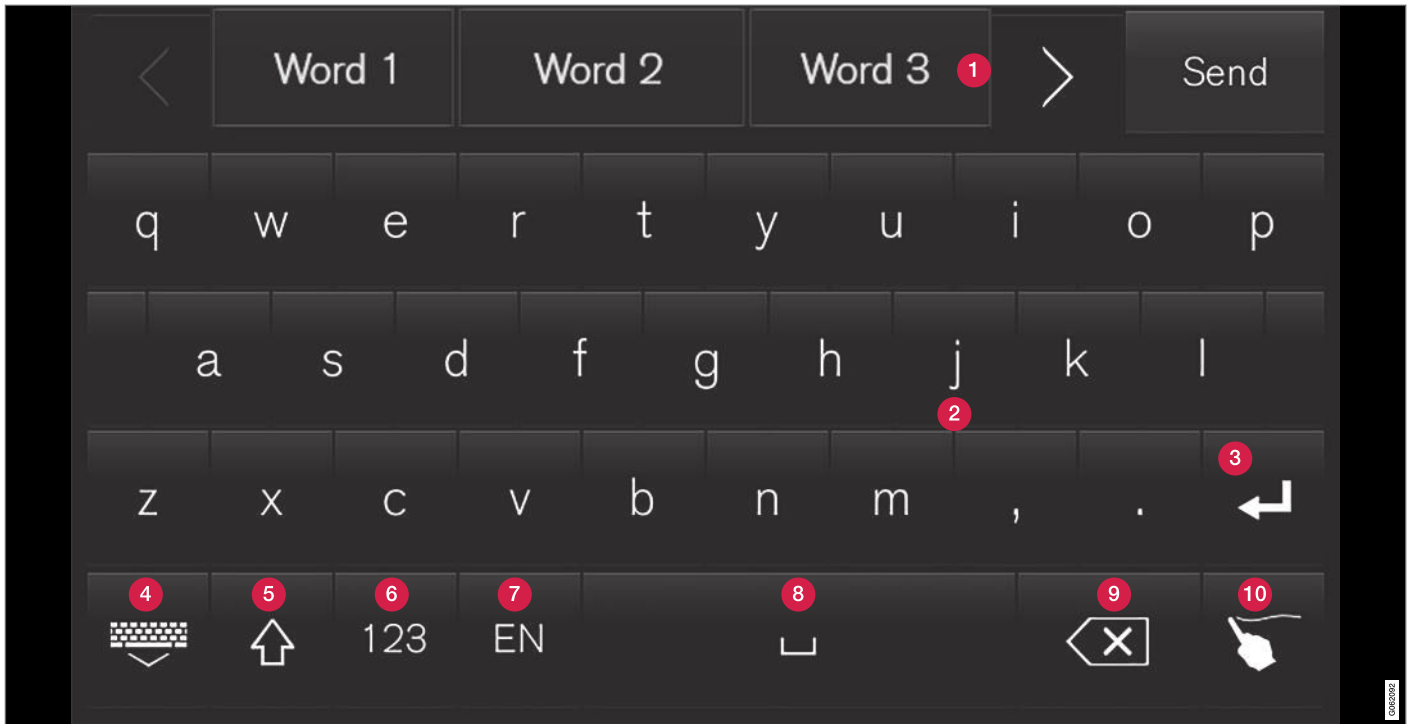 Word 1 Word 2 Word 3 1 Send
q w e r t y u i o p
a s d f g h j k l
2
3
z x c v b n m , .
4 5 6 7 8 9 10
123 EN
G062092